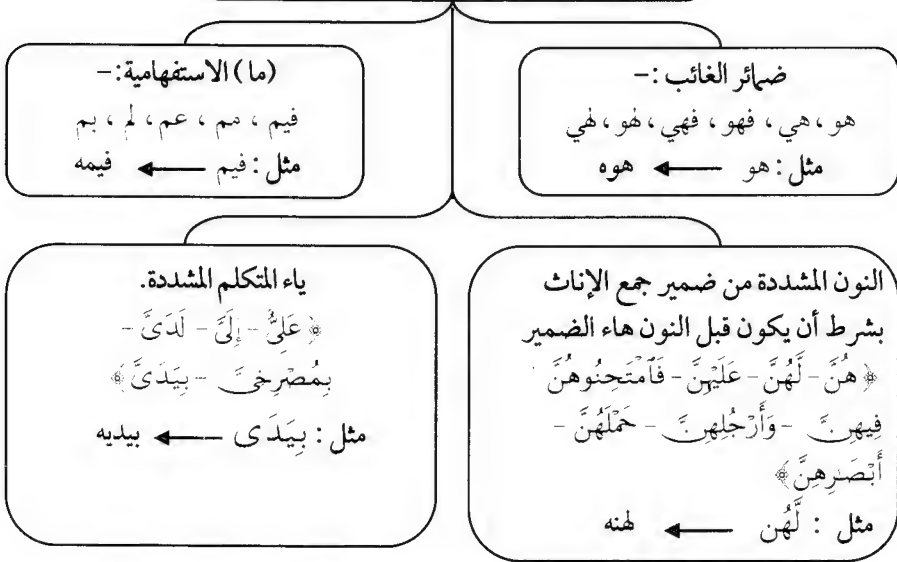 ضمائر الغائب :-
هو ، هي ، فهو ، فهي ، لهو ، لهي
مثل : هو ← هوه
(ما) الاستفهامية:-
فيم ، مم ، عم ، لم ، بم
مثل : فيم ← فيمه
النون المشددة من ضمير جمع الإناث
بشرط أن يكون قبل النون هاء الضمير
﴿هُنَّ - لَّهُنَّ - عَلَيْهِنَّ - فَٱمْتَحِنُوهُنَّ
فِيهِنَّ - وَأَرْجُلِهِنَّ - حَمْلَهُنَّ -
أَبْصَـٰرِهِنَّ﴾
مثل : لَّهُن ← لهنه
ياء المتكلم المشددة.
﴿عَلَىَّ - إِلَىَّ - لَدَىَّ -
بِمُصْرِخِىَّ - بِيَدَىَّ﴾
مثل : بِيَدَى ← بيديه